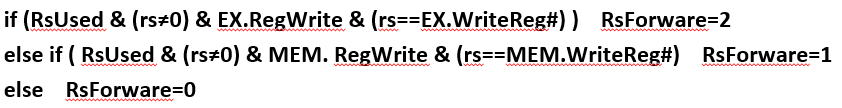 if (RsUsed & (rs≠0) & EX.RegWrite & (rs==EX.WriteReg#) ) RsForware=2
else if ( RsUsed & (rs≠0) & MEM. RegWrite & (rs==MEM.WriteReg#) RsForware=1
else RsForware=0